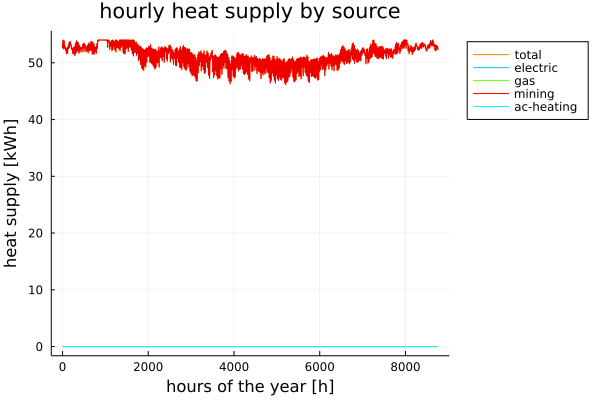 hourly heat supply by source
heat supply [kWh]
50
40
30
20
10
0
0 2000 4000 6000 8000
hours of the year [h]
total
electric
gas
mining
ac-heating